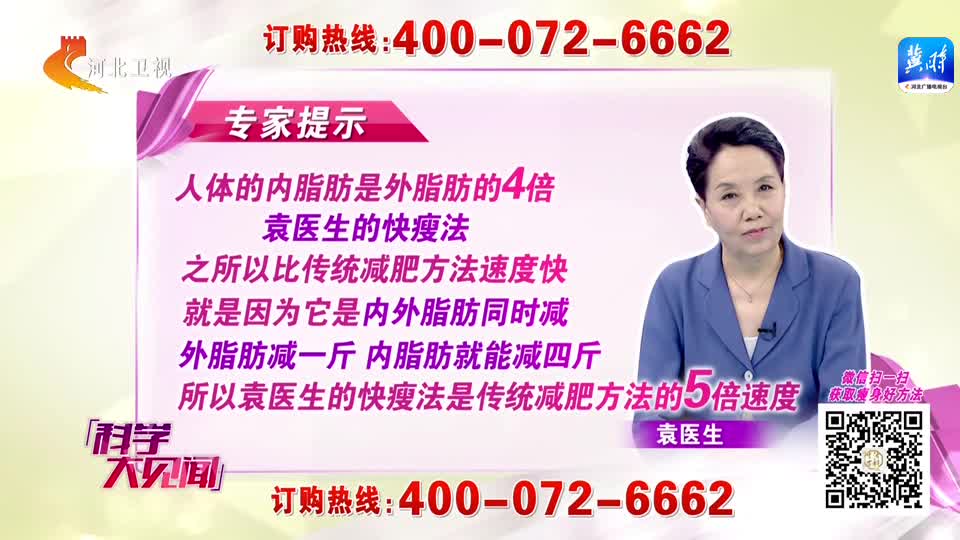 订购热线:400-072-6662
河北卫视
冀时
河北广播电视台
专家提示
人体的内脂肪是外脂肪的4倍
袁医生的快瘦法
之所以比传统减肥方法速度快
就是因为它是内外脂肪同时减
外脂肪减一斤 内脂肪就能减四斤
所以袁医生的快瘦法是传统减肥方法的5倍速度
微信扫一扫
获取瘦身好方法
袁医生
「科学
大见闻」
订购热线:400-072-6662